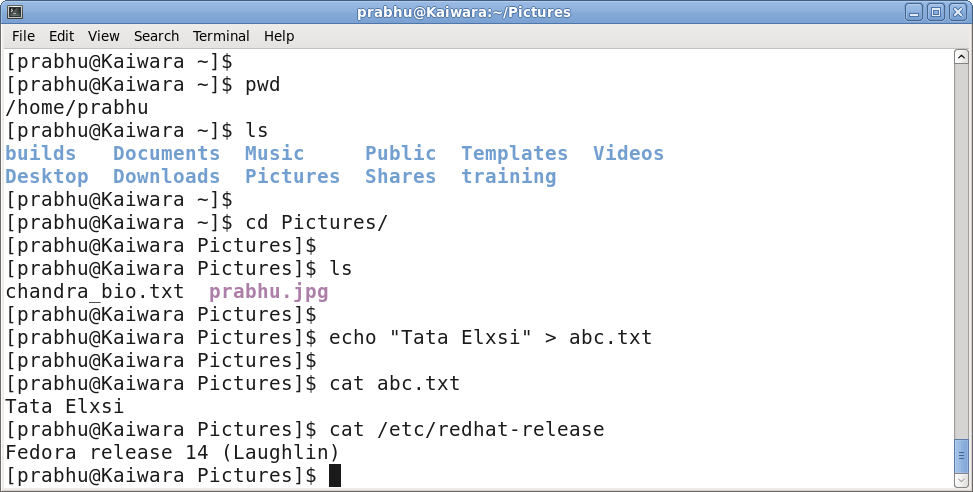 prabhu@Kaiwara:~/Pictures
File Edit View Search Terminal Help
[prabhu@Kaiwara ~]$
[prabhu@Kaiwara ~]$ pwd
/home/prabhu
[prabhu@Kaiwara ~]$ ls
builds   Documents  Music     Public  Templates  Videos
Desktop  Downloads  Pictures  Shares  training
[prabhu@Kaiwara ~]$
[prabhu@Kaiwara ~]$ cd Pictures/
[prabhu@Kaiwara Pictures]$
[prabhu@Kaiwara Pictures]$ ls
chandra_bio.txt  prabhu.jpg
[prabhu@Kaiwara Pictures]$
[prabhu@Kaiwara Pictures]$ echo "Tata Elxsi" > abc.txt
[prabhu@Kaiwara Pictures]$
[prabhu@Kaiwara Pictures]$ cat abc.txt
Tata Elxsi
[prabhu@Kaiwara Pictures]$ cat /etc/redhat-release
Fedora release 14 (Laughlin)
[prabhu@Kaiwara Pictures]$